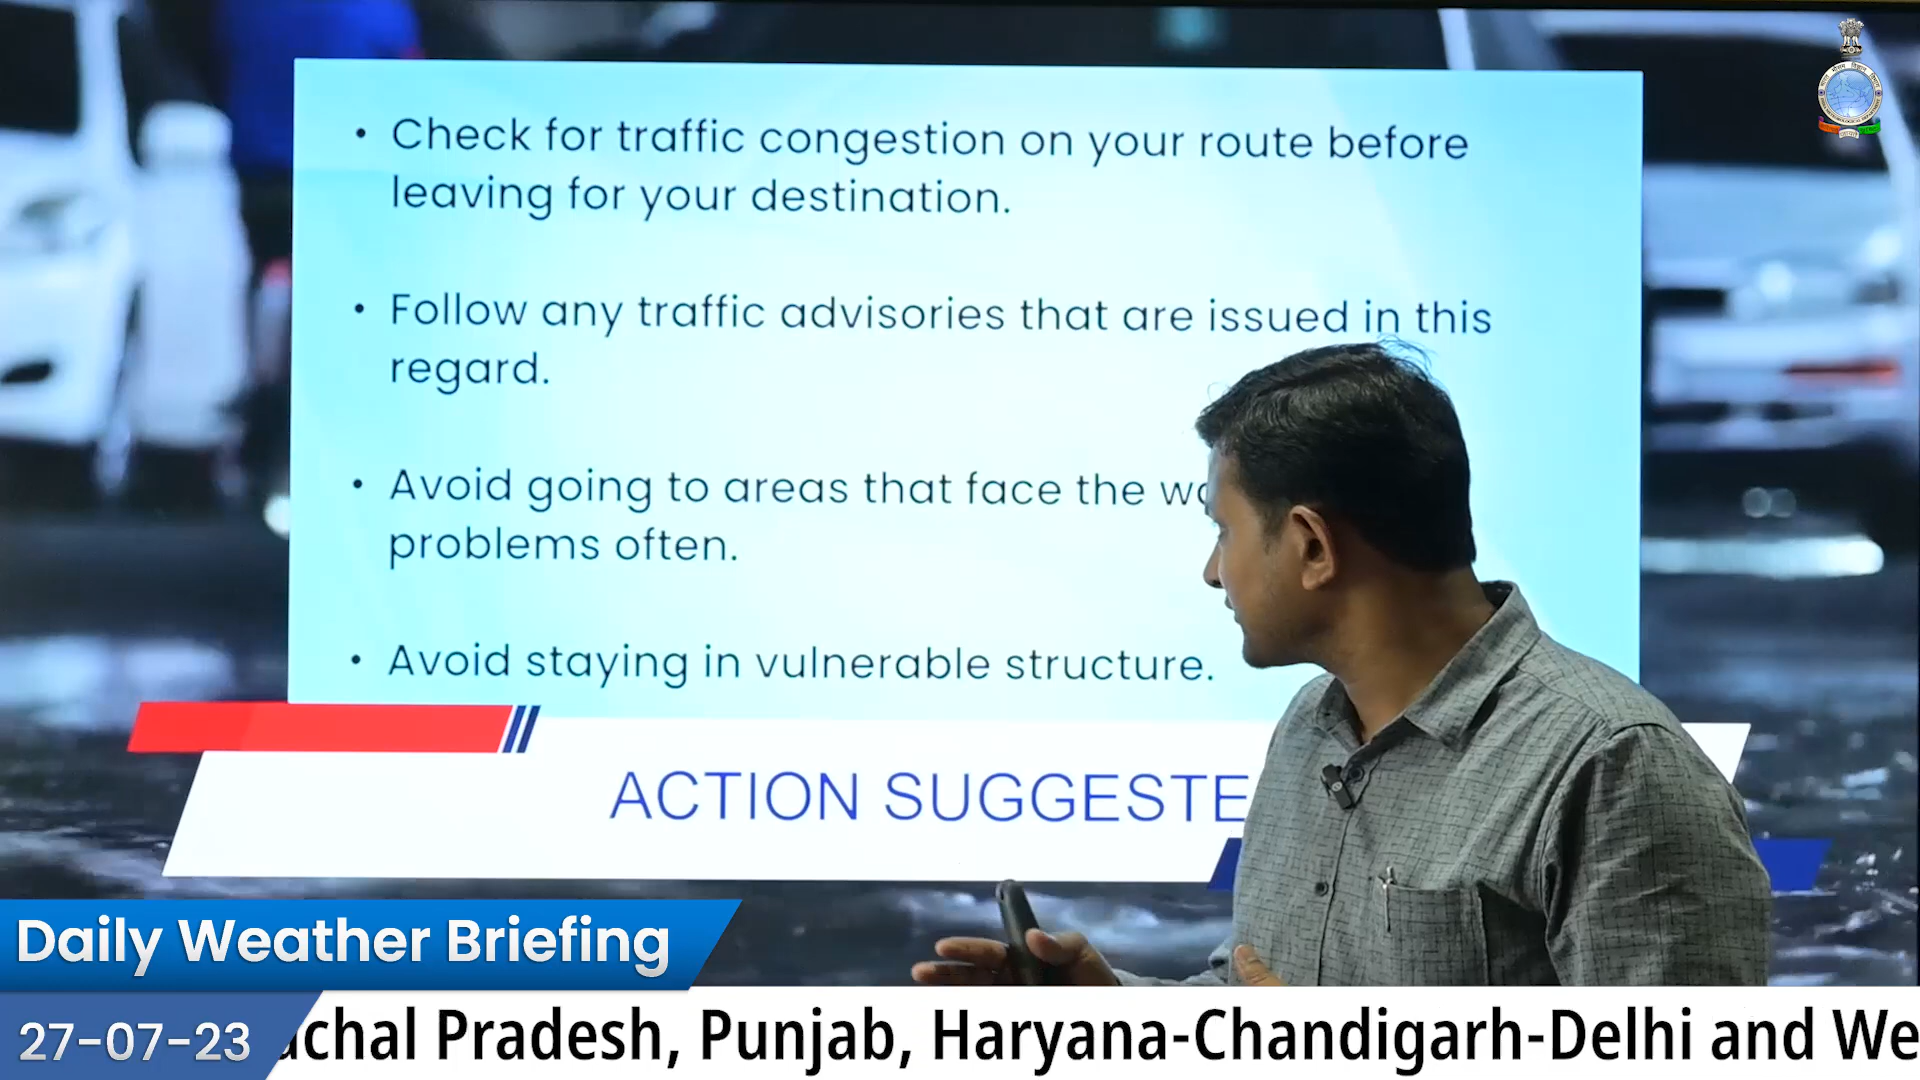 • Check for traffic congestion on your route before
leaving for your destination.
• Follow any traffic advisories that are issued in this
regard.
• Avoid going to areas that face the
problems often.
• Avoid staying in vulnerable structure.
ACTION SUGGESTE
Daily Weather Briefing
27-07-23
achal Pradesh, Punjab, Haryana-Chandigarh-Delhi and We